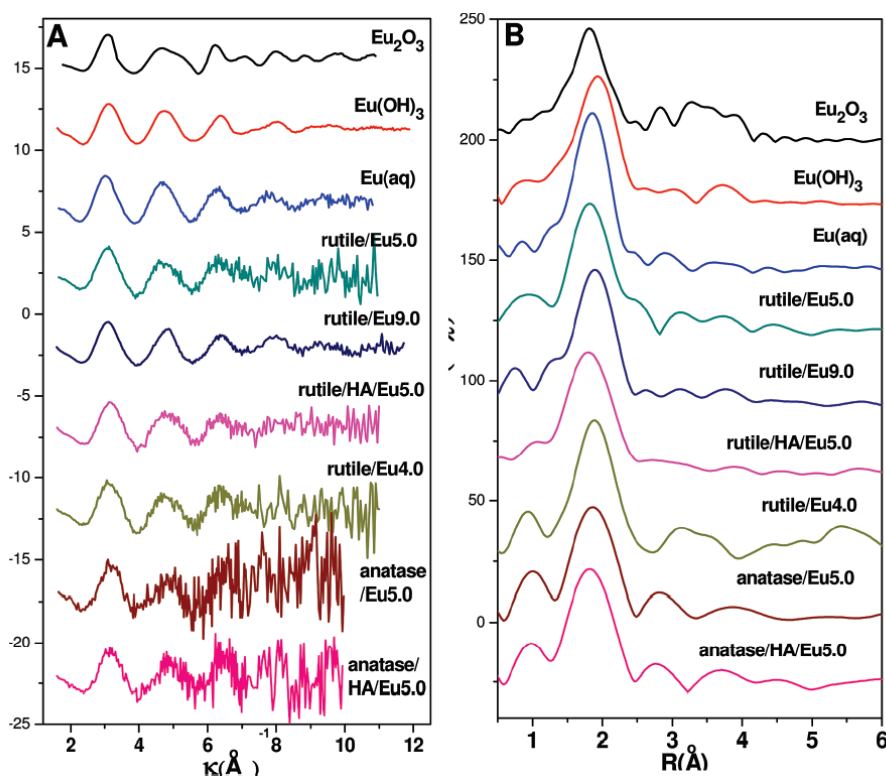 A
Eu2O3
Eu(OH)3
Eu(aq)
rutile/Eu5.0
rutile/Eu9.0
rutile/HA/Eu5.0
rutile/Eu4.0
anatase
/Eu5.0
anatase/
HA/Eu5.0
15
10
5
0
-5
-10
-15
-20
-25
2
4
6
8
10
12
K(Å-1)
B
Eu2O3
Eu(OH)3
Eu(aq)
rutile/Eu5.0
rutile/Eu9.0
rutile/HA/Eu5.0
rutile/Eu4.0
anatase/Eu5.0
anatase/HA/Eu5.0
250
200
150
100
50
0
1
2
3
4
5
6
R(Å)